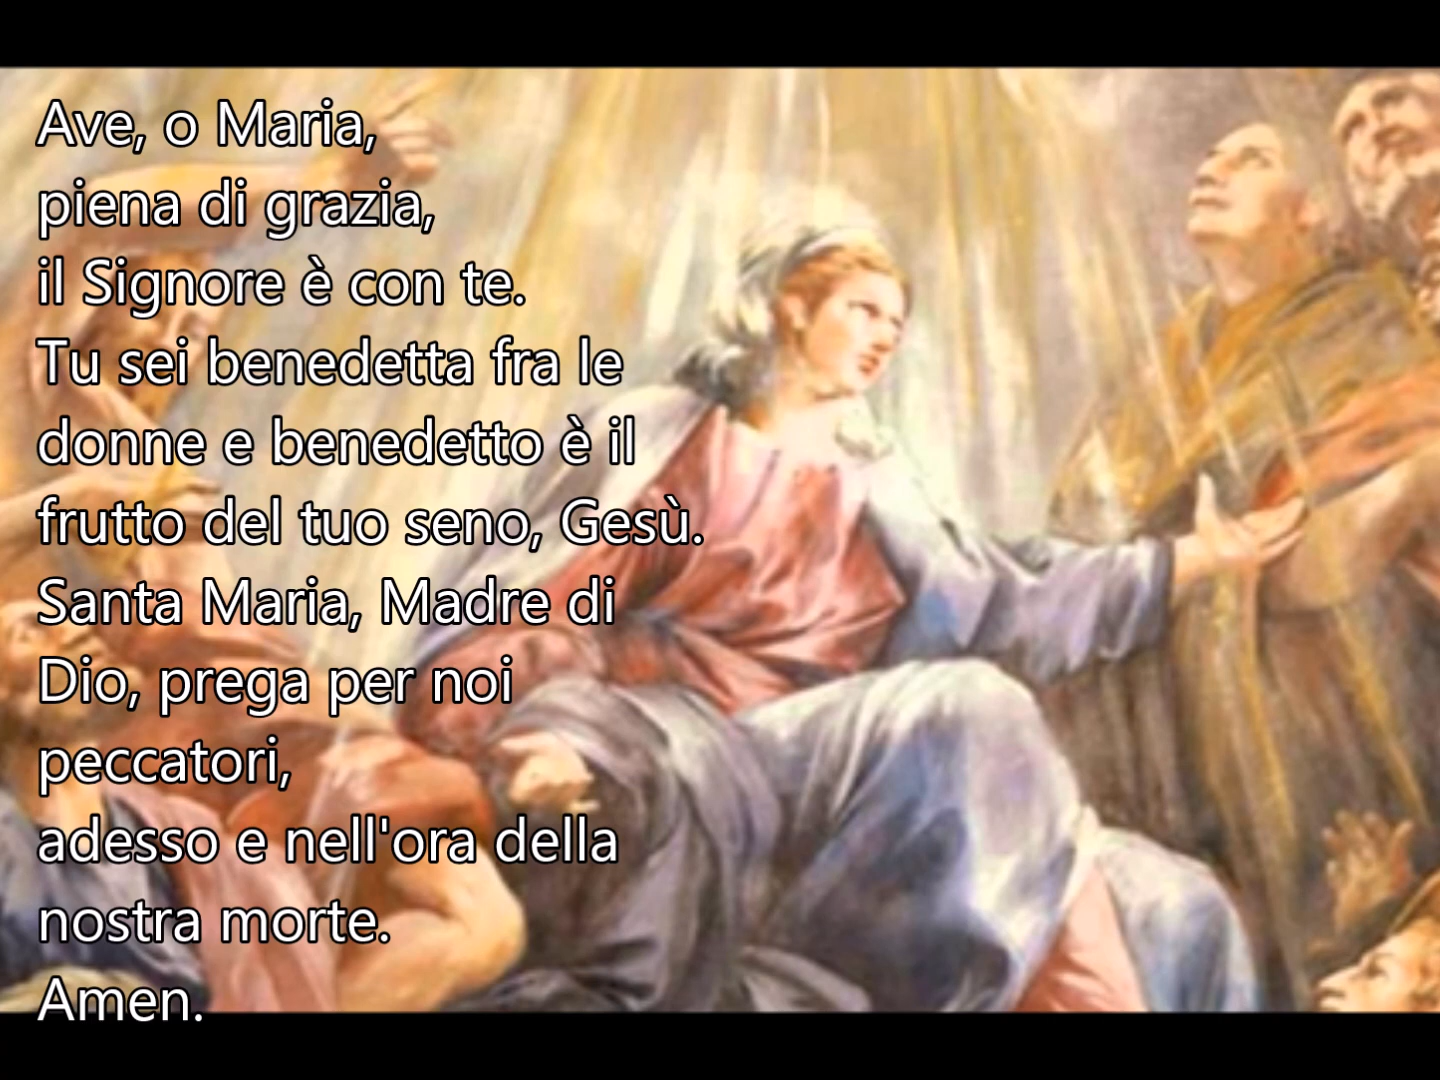 Ave, o Maria,
piena di grazia,
il Signore è con te.
Tu sei benedetta fra le
donne e benedetto è il
frutto del tuo seno, Gesù.
Santa Maria, Madre di
Dio, prega per noi
peccatori,
adesso e nell'ora della
nostra morte.
Amen.